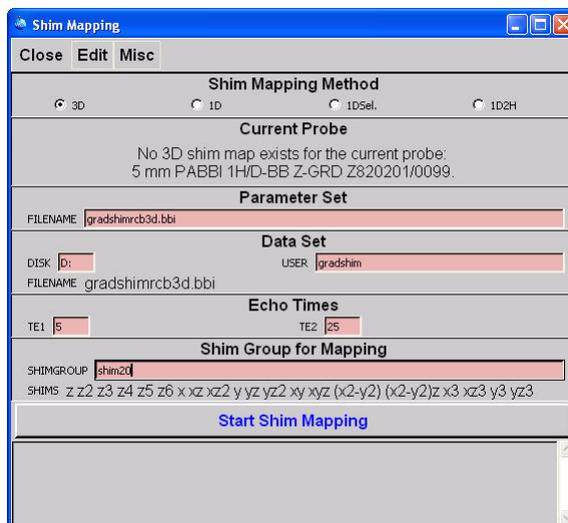 Shim Mapping
Close Edit Misc
Shim Mapping Method
3D 1D 1DSel. 1D2H
Current Probe
No 3D shim map exists for the current probe:
5 mm PABBI 1H/D-BB Z-GRD Z820201/0099.
Parameter Set
FILENAME gradshimrcb3d.bbi
Data Set
DISK D: USER gradshim
FILENAME gradshimrcb3d.bbi
Echo Times
TE1 5 TE2 25
Shim Group for Mapping
SHIMGROUP shim20
SHIMS z z2 z3 z4 z5 z6 x xz xz2 y yz yz2 xy xyz (x2-y2) (x2-y2)z x3 xz3 y3 yz3
Start Shim Mapping